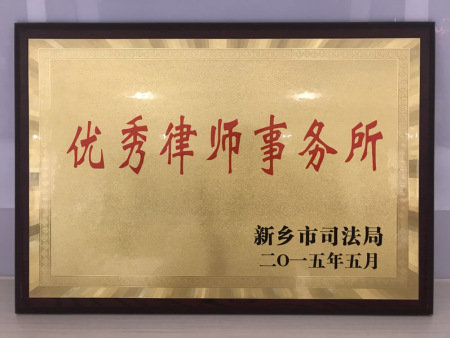 优秀律师事务所
新乡市司法局
二〇一五年五月